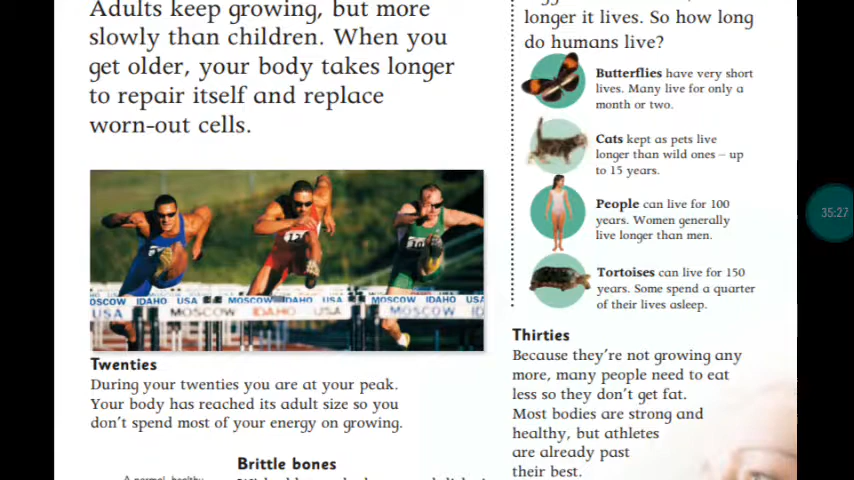 Adults keep growing, but more
slowly than children. When you
get older, your body takes longer
to repair itself and replace
worn-out cells.
MOSCOW IDAHO USA MOSCOW IDAHO USA MOSCOW IDAHO USA
USA MOSCOW IDAHO USA MOSCOW ID
Twenties
During your twenties you are at your peak.
Your body has reached its adult size so you
don't spend most of your energy on growing.
Brittle bones
A normal, healthy
longer it lives. So how long
do humans live?
Butterflies have very short
lives. Many live for only a
month or two.
Cats kept as pets live
longer than wild ones – up
to 15 years.
People can live for 100
years. Women generally
live longer than men.
Tortoises can live for 150
years. Some spend a quarter
of their lives asleep.
Thirties
Because they're not growing any
more, many people need to eat
less so they don't get fat.
Most bodies are strong and
healthy, but athletes
are already past
their best.
35:27